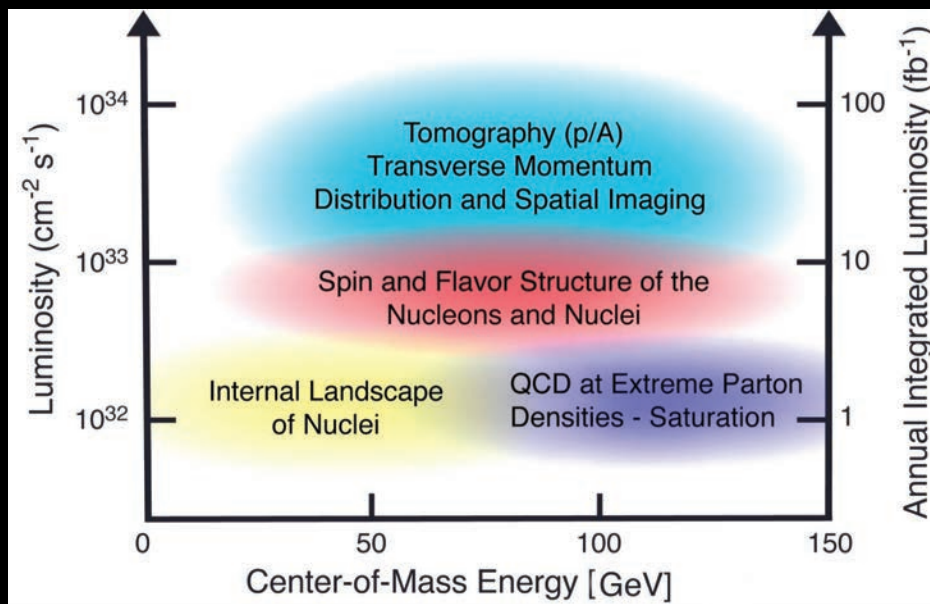 Luminosity (cm-2 s-1)
1034
1033
1032
Tomography (p/A)
Transverse Momentum
Distribution and Spatial Imaging
Spin and Flavor Structure of the
Nucleons and Nuclei
Internal Landscape
of Nuclei
QCD at Extreme Parton
Densities - Saturation
100
10
1
Annual Integrated Luminosity (fb-1)
0
50
100
150
Center-of-Mass Energy [GeV]